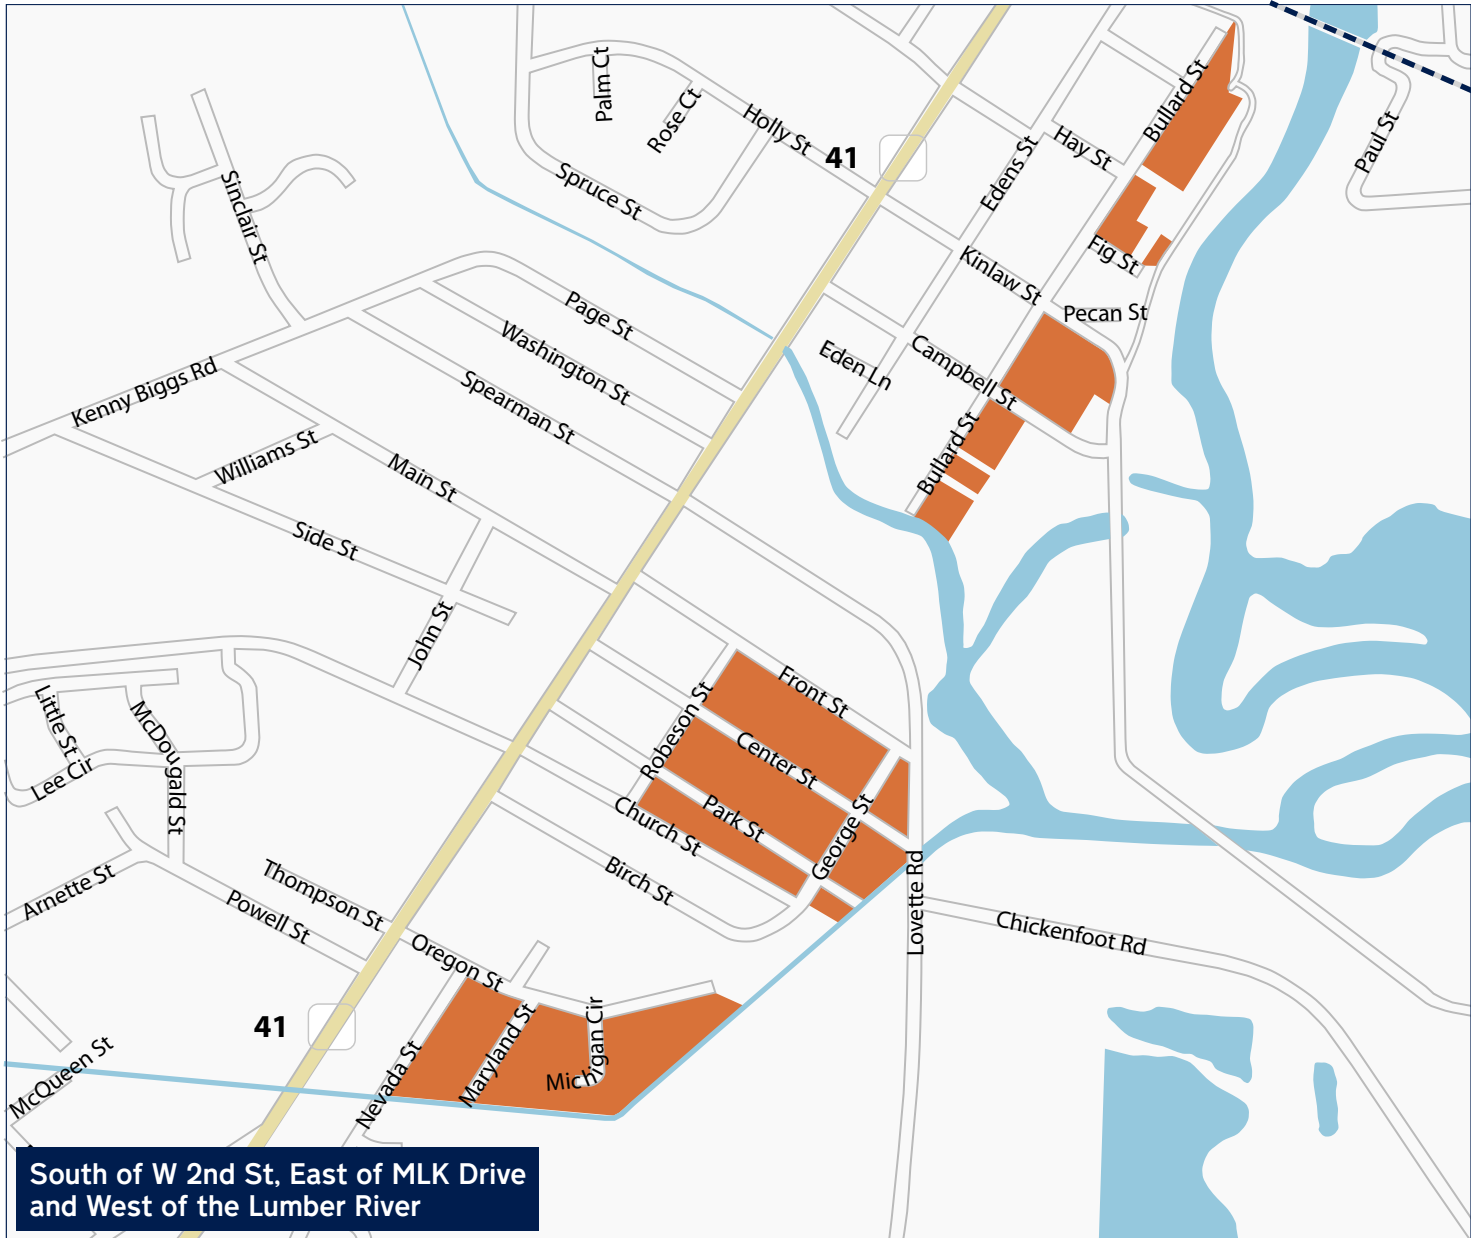 Palm Ct
Rose Ct
Holly St
Spruce St
41
Edens St
Hay St
Bullard St
Paul St
Sinclair St
Kinlaw St
Fig St
Pecan St
Page St
Washington St
Spearman St
Eden Ln
Campbell St
Bullard St
Kenny Biggs Rd
Williams St
Main St
Side St
John St
Little St
McDougald St
Lee Cir
Robeson St
Front St
Center St
Park St
Church St
George St
Birch St
Lovette Rd
Arnette St
Thompson St
Powell St
Oregon St
Chickenfoot Rd
41
McQueen St
Nevada St
Maryland St
Michigan Cir
South of W 2nd St, East of MLK Drive
and West of the Lumber River